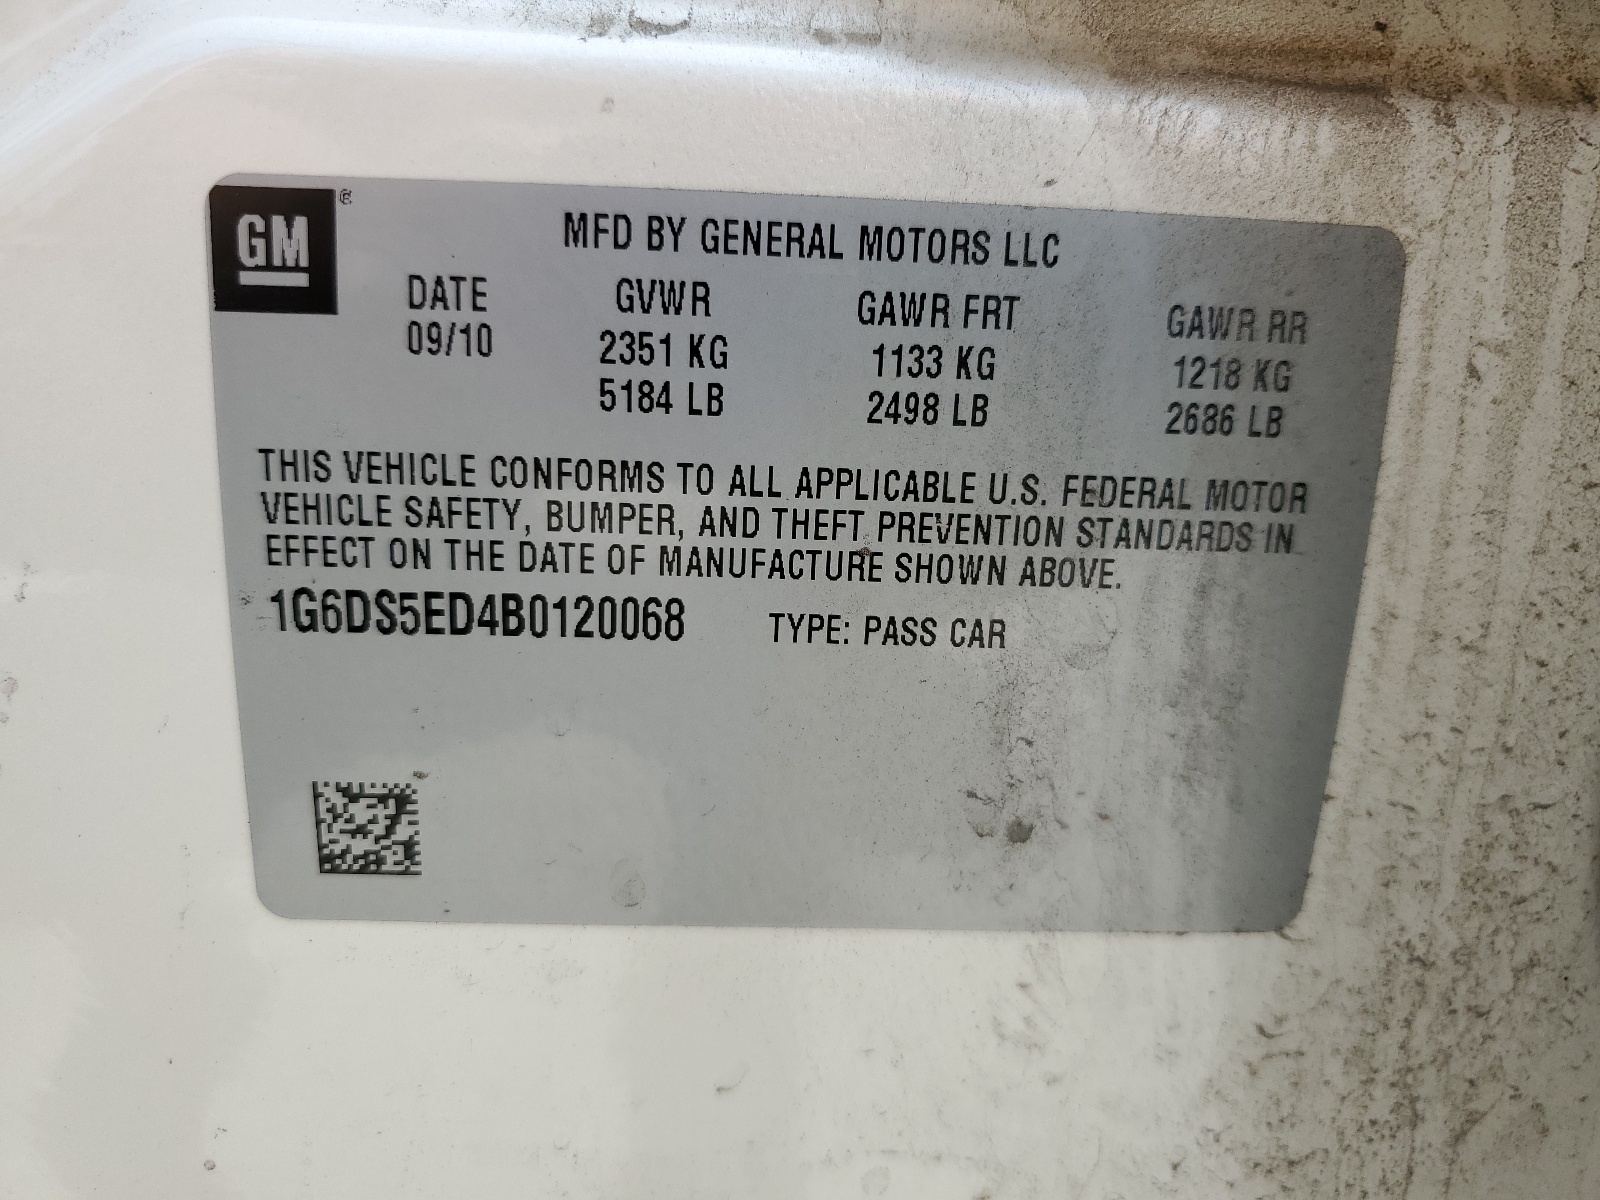 GM ®
MFD BY GENERAL MOTORS LLC
DATE GVWR GAWR FRT GAWR RR
09/10 2351 KG 1133 KG 1218 KG
5184 LB 2498 LB 2686 LB
THIS VEHICLE CONFORMS TO ALL APPLICABLE U.S. FEDERAL MOTOR
VEHICLE SAFETY, BUMPER, AND THEFT PREVENTION STANDARDS IN
EFFECT ON THE DATE OF MANUFACTURE SHOWN ABOVE.
1G6DS5ED4B0120068 TYPE: PASS CAR